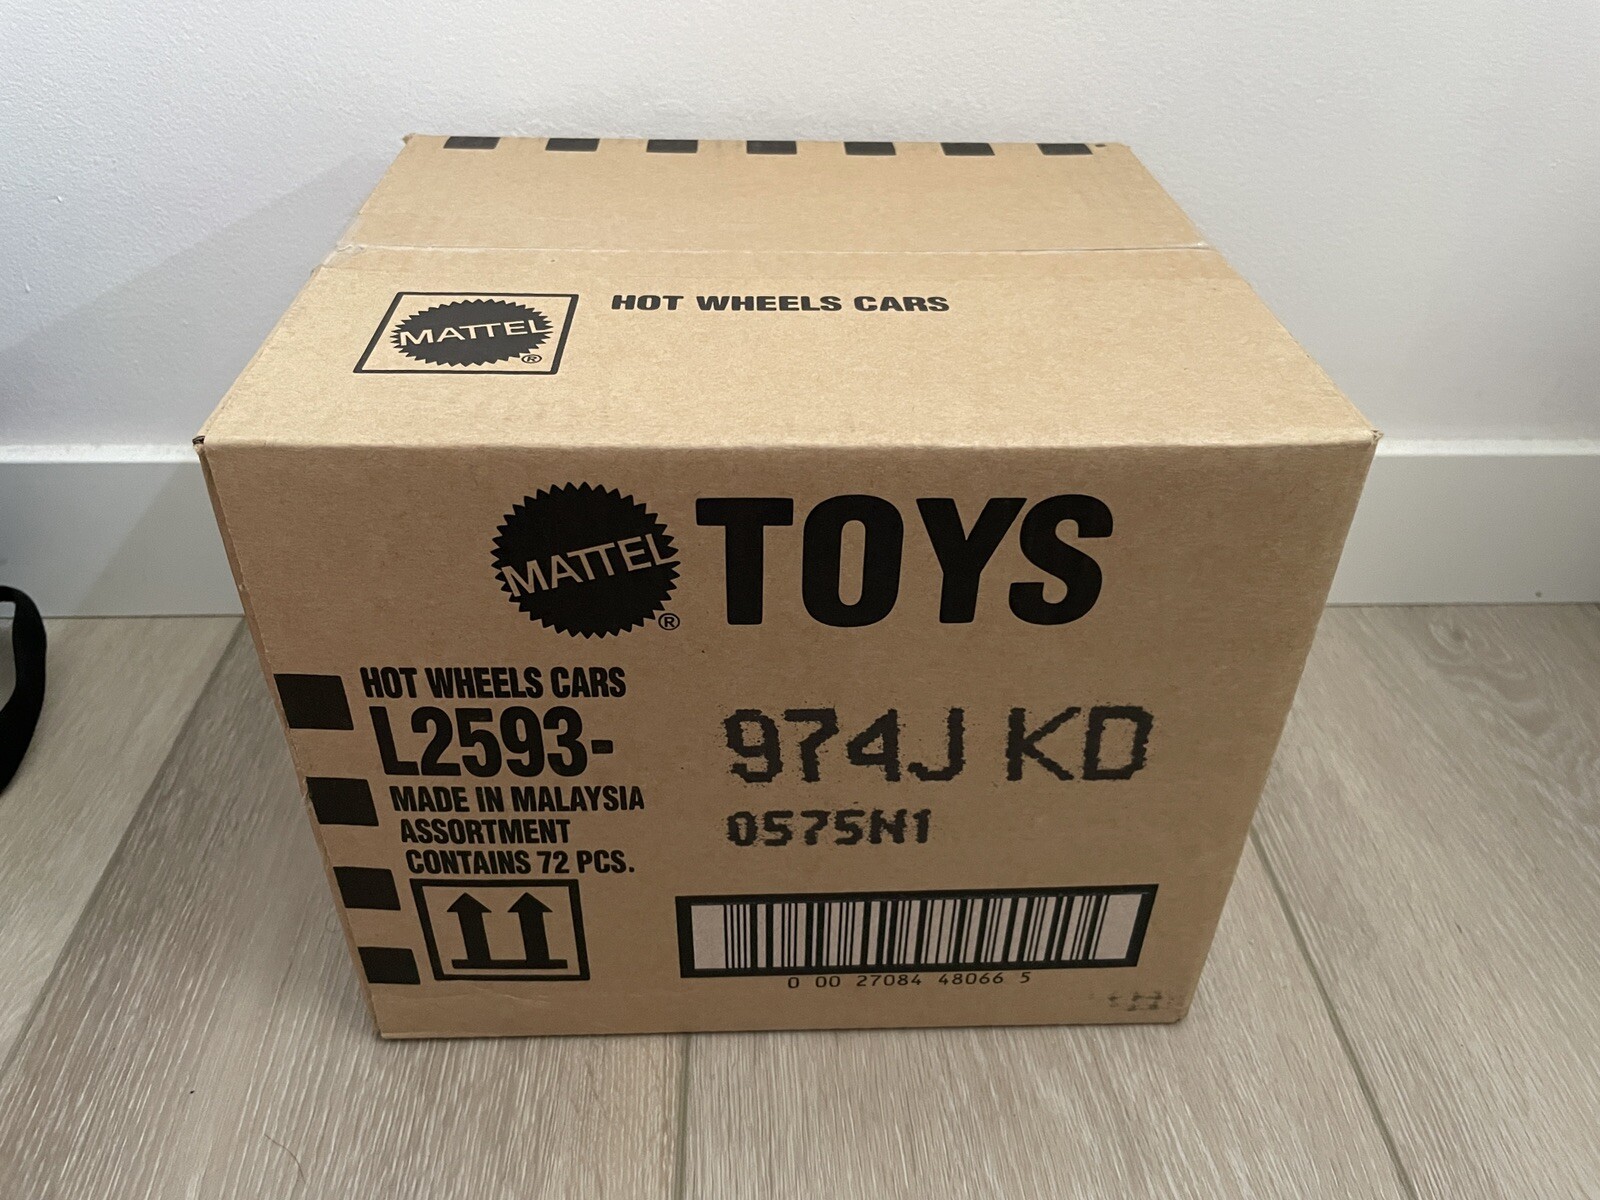 MATTEL®
HOT WHEELS CARS
MATTEL® TOYS
HOT WHEELS CARS
L2593-
MADE IN MALAYSIA
ASSORTMENT
CONTAINS 72 PCS.
974J KD
0575N1
0 00 27084 48066 5